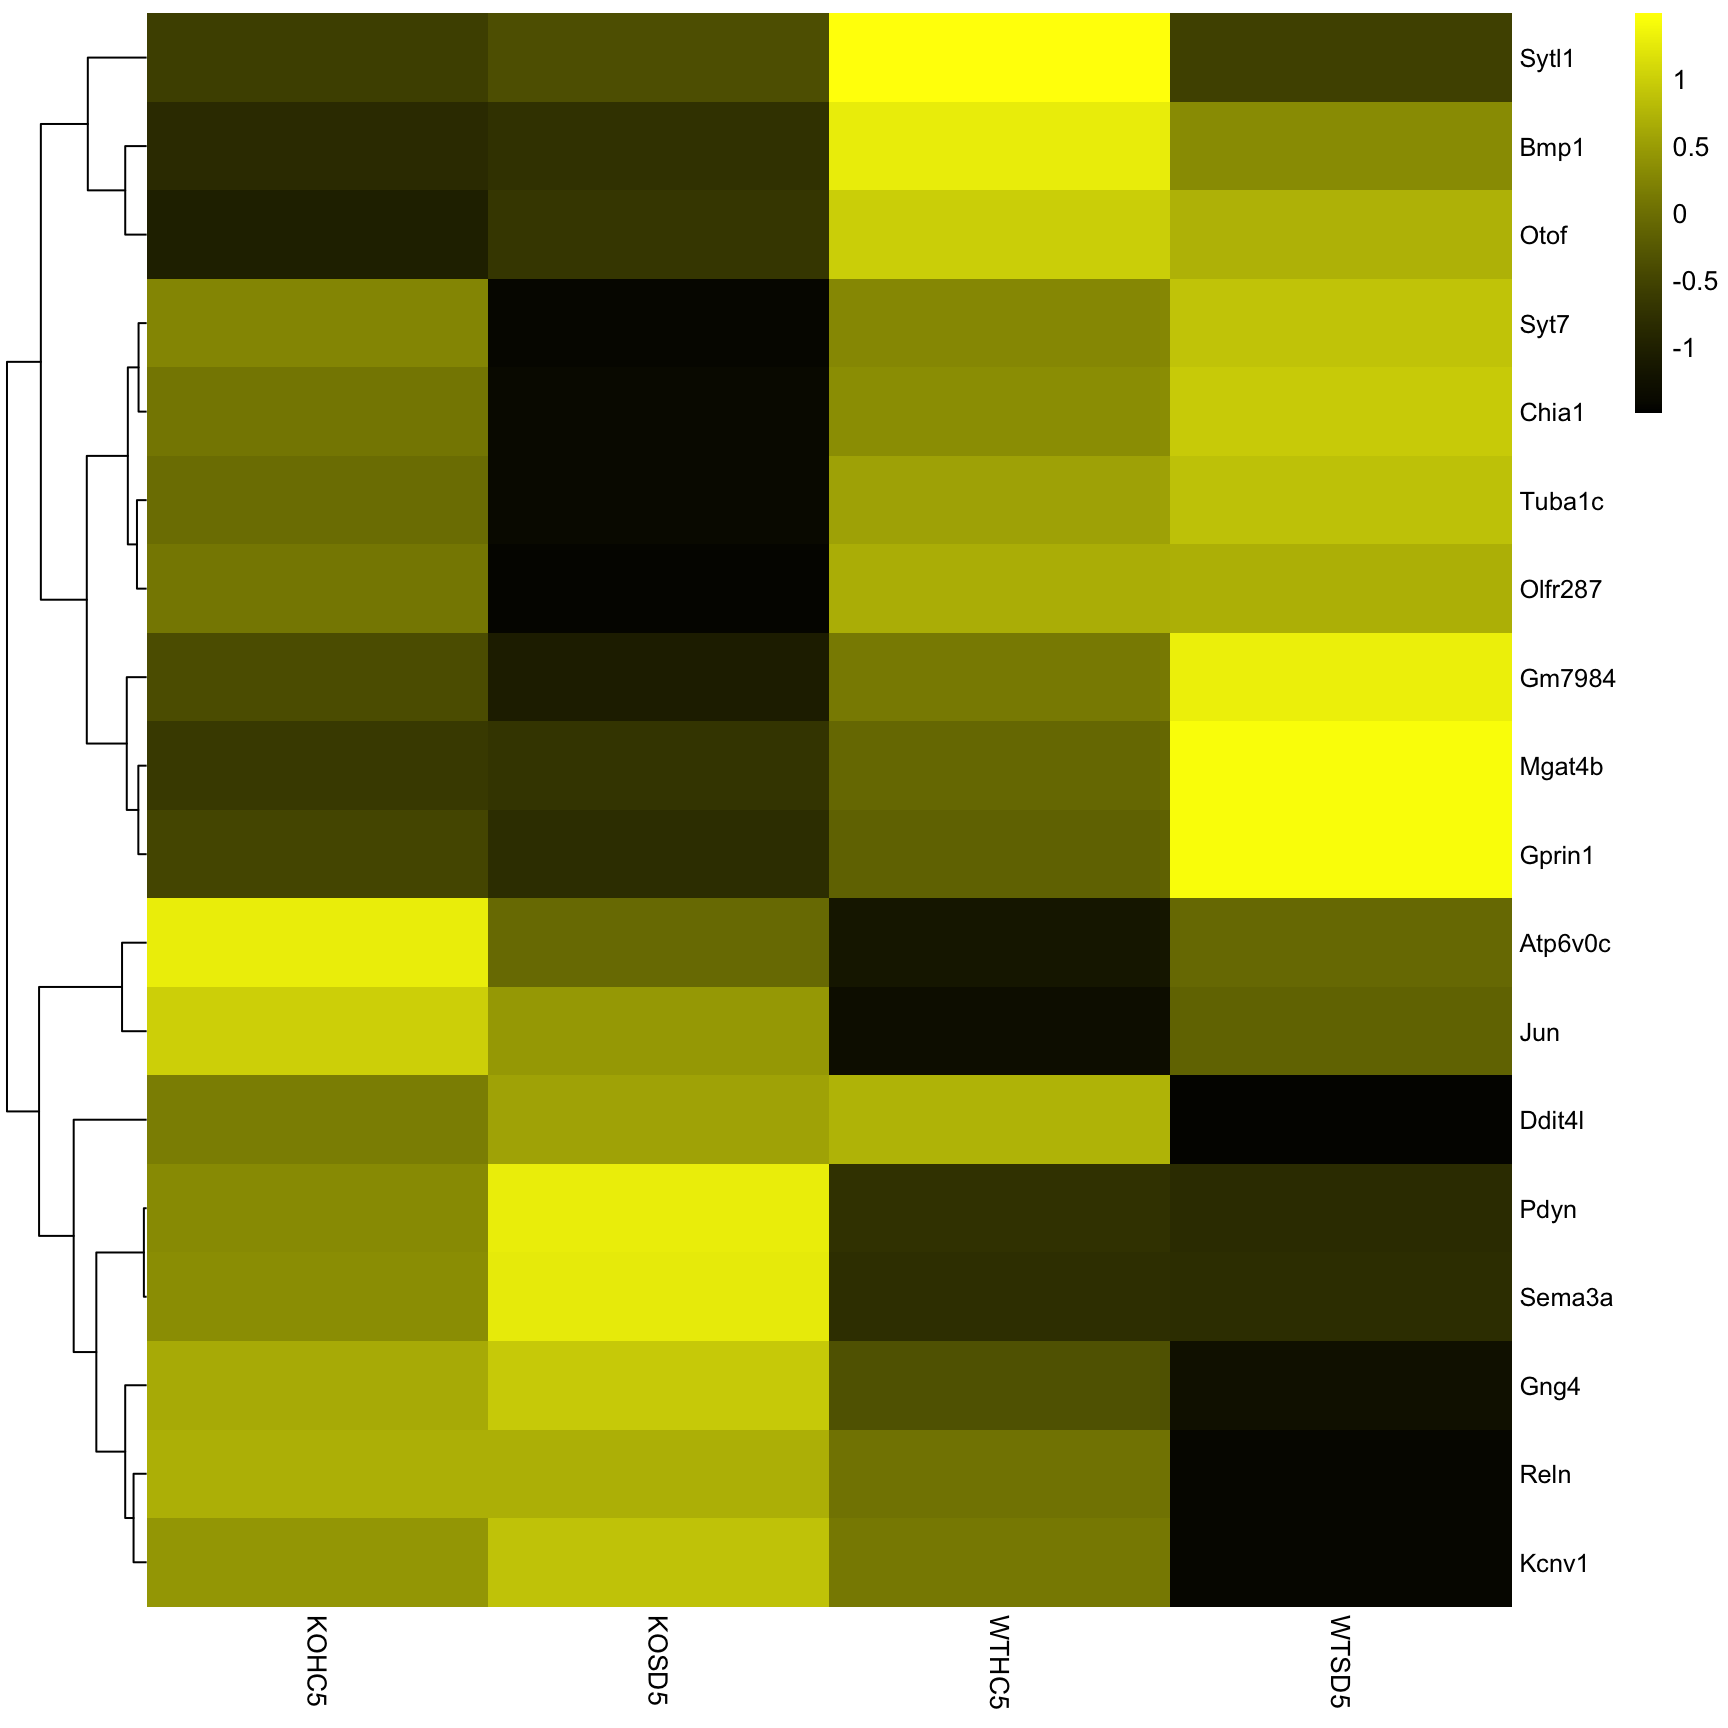 Sytl1
Bmp1
Otof
Syt7
Chia1
Tuba1c
Olfr287
Gm7984
Mgat4b
Gprin1
Atp6v0c
Jun
Ddit4l
Pdyn
Sema3a
Gng4
Reln
Kcnv1
1
0.5
0
-0.5
-1
KOHC5
KOSD5
WTHC5
WTSD5